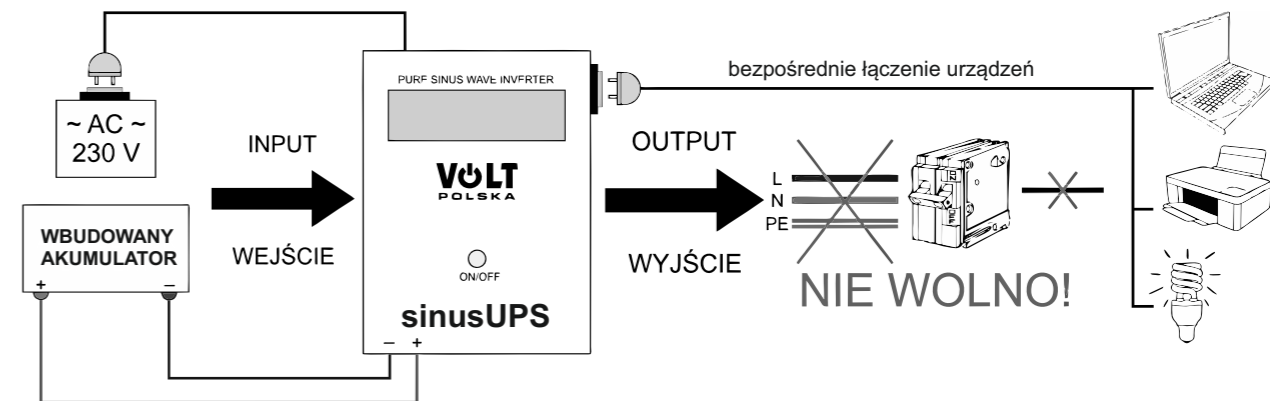 ~ AC ~
230 V
WBUDOWANY
AKUMULATOR
+ –
INPUT
WEJŚCIE
PURE SINUS WAVE INVERTER
VOLT
POLSKA
ON/OFF
sinusUPS
– +
bezpośrednie łączenie urządzeń
OUTPUT
WYJŚCIE
L
N
PE
NIE WOLNO!